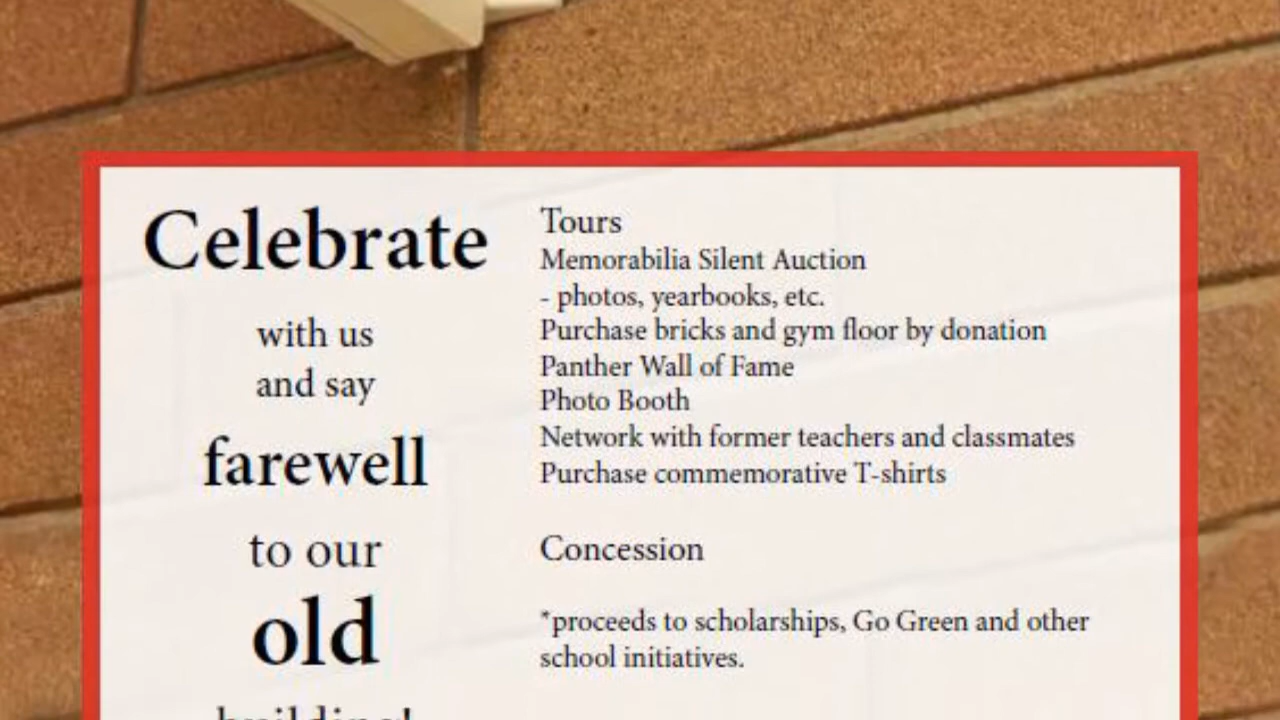 Celebrate
with us
and say
farewell
to our
old
building!
Tours
Memorabilia Silent Auction
- photos, yearbooks, etc.
Purchase bricks and gym floor by donation
Panther Wall of Fame
Photo Booth
Network with former teachers and classmates
Purchase commemorative T-shirts
Concession
*proceeds to scholarships, Go Green and other
school initiatives.